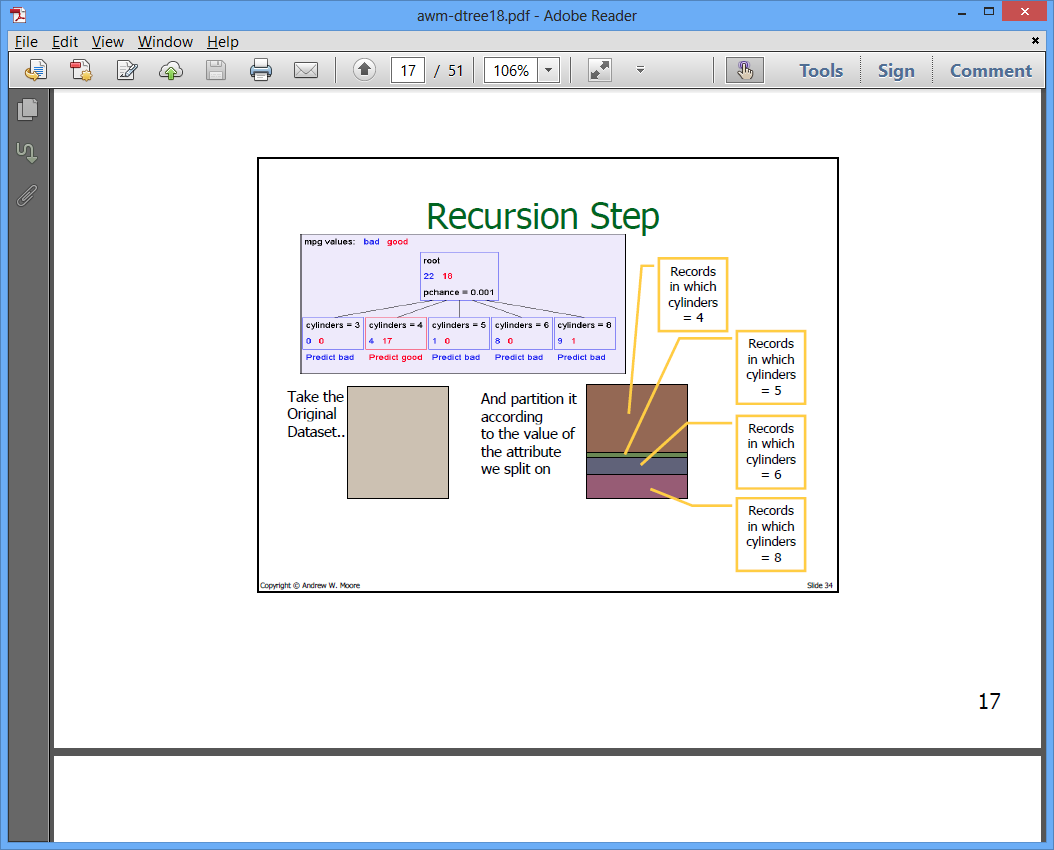 awm-dtree18.pdf - Adobe Reader
File Edit View Window Help
17 / 51 106% Tools Sign Comment
Recursion Step
mpg values: bad good
root
22 18
pchance = 0.001
cylinders = 3 cylinders = 4 cylinders = 5 cylinders = 6 cylinders = 8
0 0 4 17 1 0 8 0 9 1
Predict bad Predict good Predict bad Predict bad Predict bad
Records
in which
cylinders
= 4
Records
in which
cylinders
= 5
Take the
Original
Dataset..
And partition it
according
to the value of
the attribute
we split on
Records
in which
cylinders
= 6
Records
in which
cylinders
= 8
Copyright © Andrew W. Moore
Slide 34
17